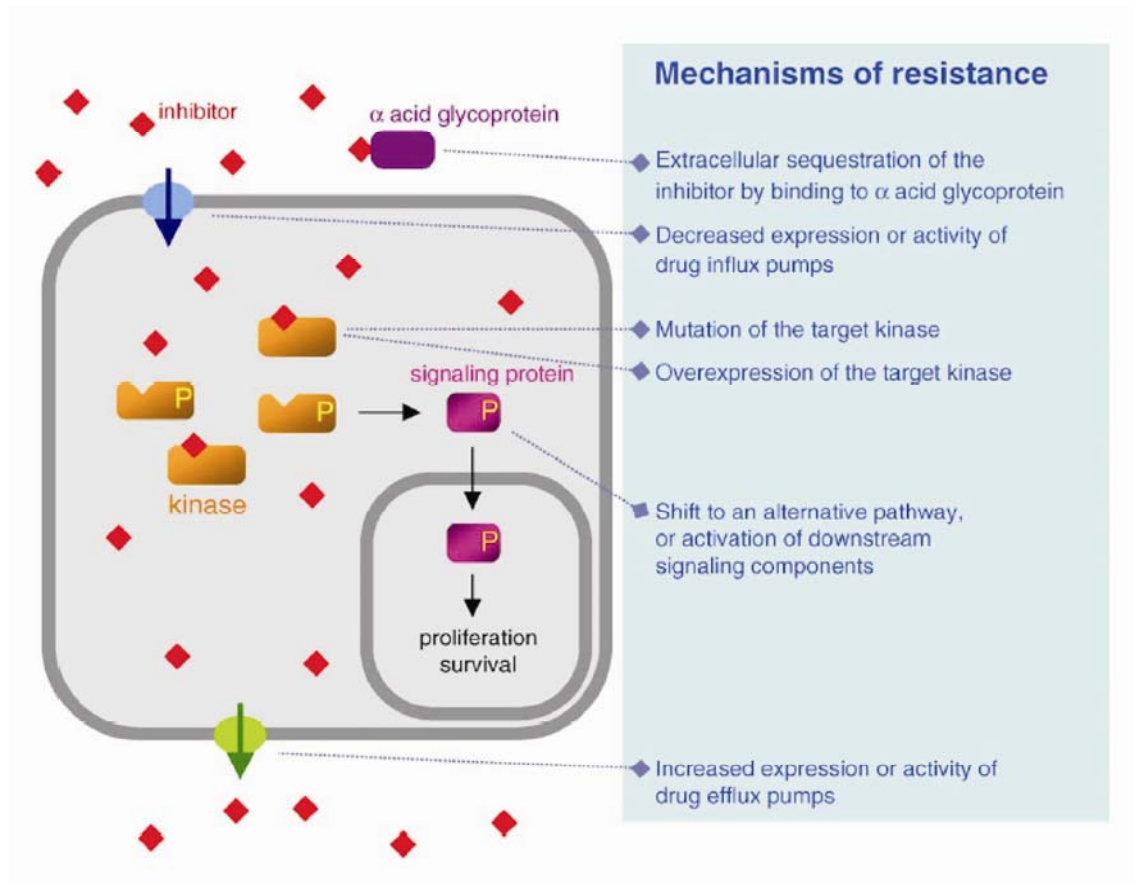 Mechanisms of resistance
inhibitor
α acid glycoprotein
Extracellular sequestration of the
inhibitor by binding to α acid glycoprotein
Decreased expression or activity of
drug influx pumps
Mutation of the target kinase
Overexpression of the target kinase
signaling protein
P
P
P
kinase
Shift to an alternative pathway,
or activation of downstream
signaling components
P
proliferation
survival
Increased expression or activity of
drug efflux pumps